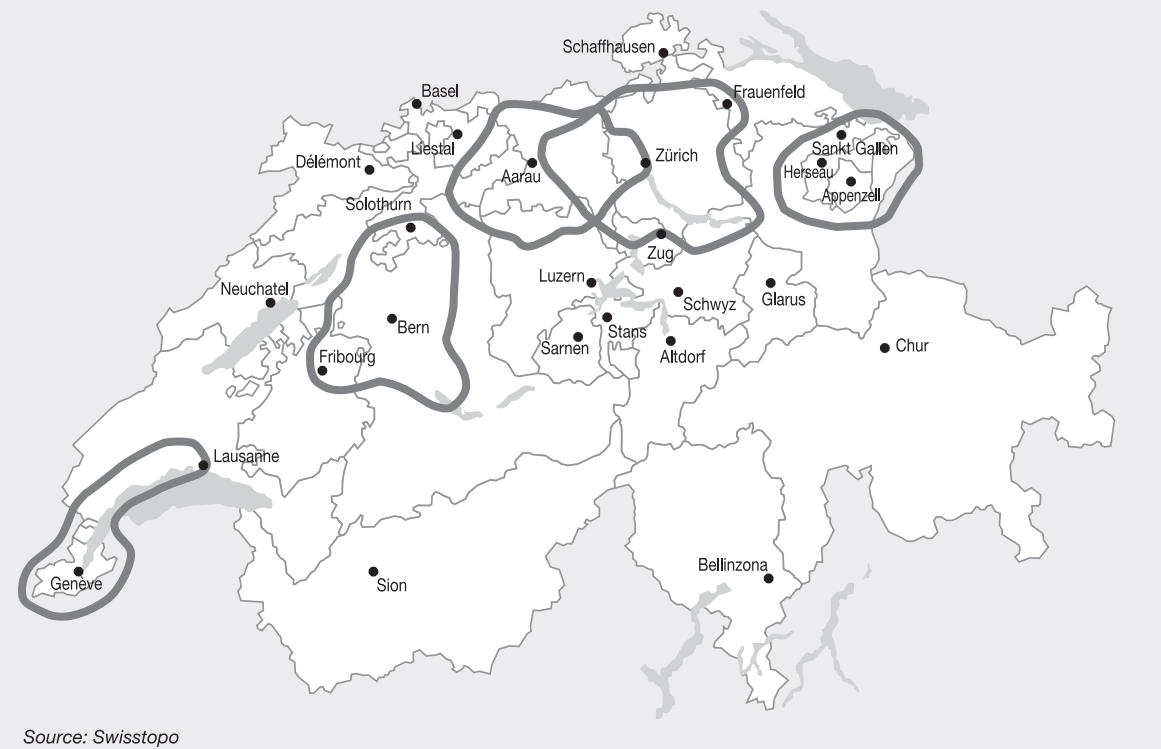 Schaffhausen
Basel
Frauenfeld
Liestal
Sankt Gallen
Délémont
Aarau
Zürich
Herseau
Appenzell
Solothurn
Zug
Luzern
Neuchatel
Schwyz
Glarus
Bern
Stans
Sarnen
Altdorf
Chur
Fribourg
Lausanne
Bellinzona
Genève
Sion
Source: Swisstopo